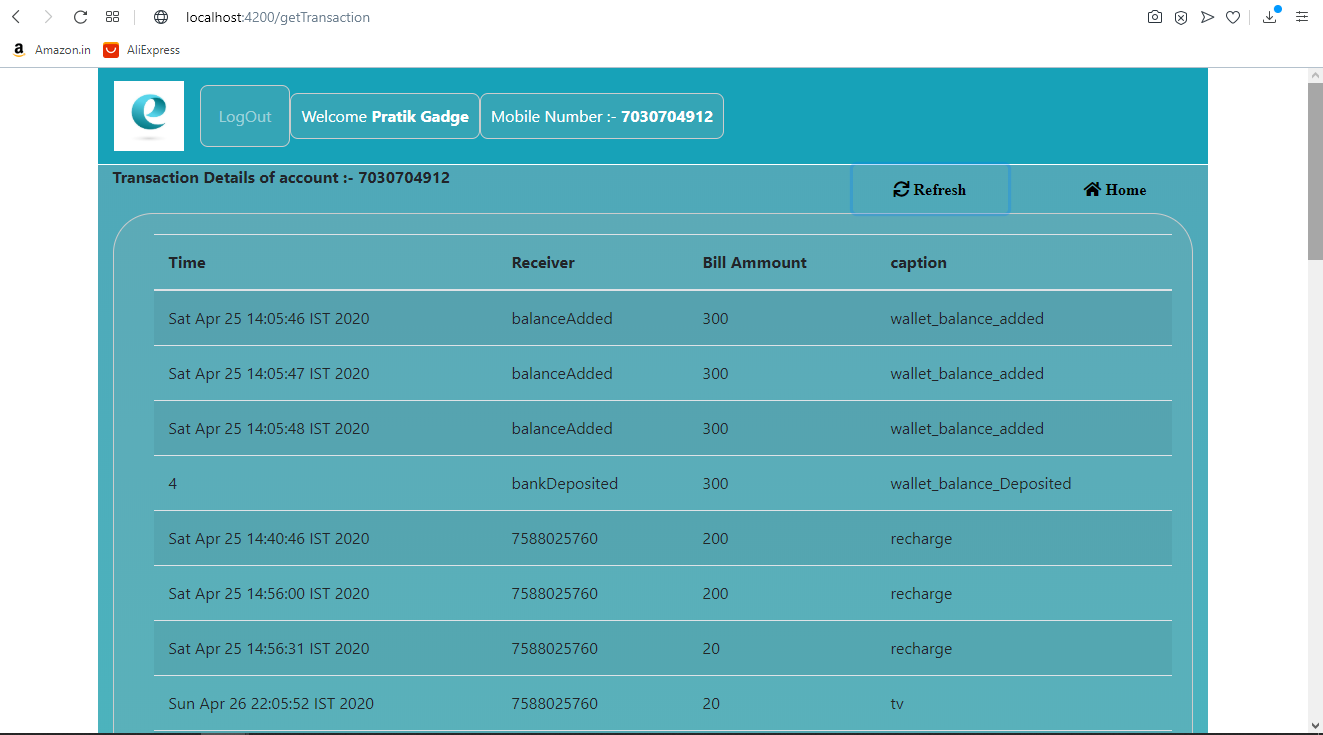 localhost:4200/getTransaction
Amazon.in AliExpress
LogOut Welcome Pratik Gadge Mobile Number :- 7030704912
Transaction Details of account :- 7030704912 Refresh Home
Time Receiver Bill Ammount caption
Sat Apr 25 14:05:46 IST 2020 balanceAdded 300 wallet_balance_added
Sat Apr 25 14:05:47 IST 2020 balanceAdded 300 wallet_balance_added
Sat Apr 25 14:05:48 IST 2020 balanceAdded 300 wallet_balance_added
4 bankDeposited 300 wallet_balance_Deposited
Sat Apr 25 14:40:46 IST 2020 7588025760 200 recharge
Sat Apr 25 14:56:00 IST 2020 7588025760 200 recharge
Sat Apr 25 14:56:31 IST 2020 7588025760 20 recharge
Sun Apr 26 22:05:52 IST 2020 7588025760 20 tv